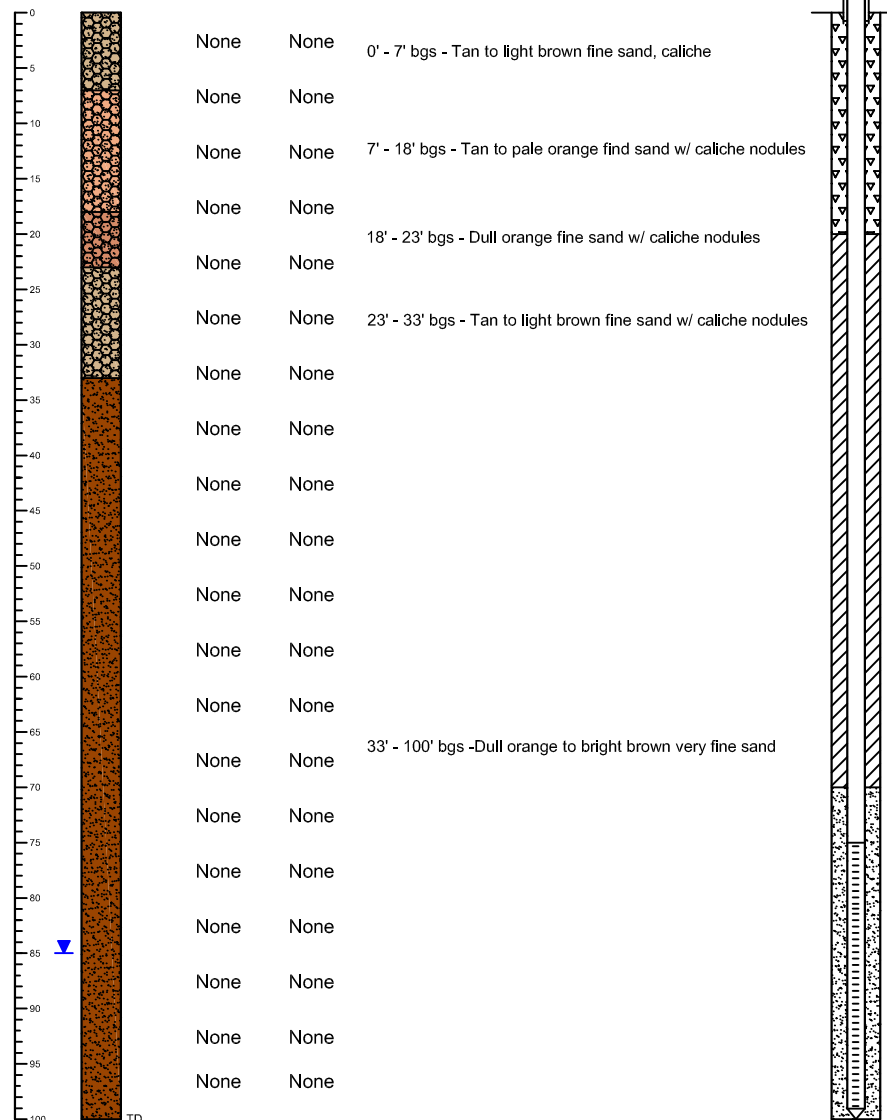 0
None None
0' - 7' bgs - Tan to light brown fine sand, caliche
5
None None
10
None None
7' - 18' bgs - Tan to pale orange find sand w/ caliche nodules
15
None None
20
18' - 23' bgs - Dull orange fine sand w/ caliche nodules
None None
25
None None
23' - 33' bgs - Tan to light brown fine sand w/ caliche nodules
30
None None
35
None None
40
None None
45
None None
50
None None
55
None None
60
None None
65
33' - 100' bgs -Dull orange to bright brown very fine sand
None None
70
None None
75
None None
80
None None
85
None None
90
None None
95
None None
100
TD